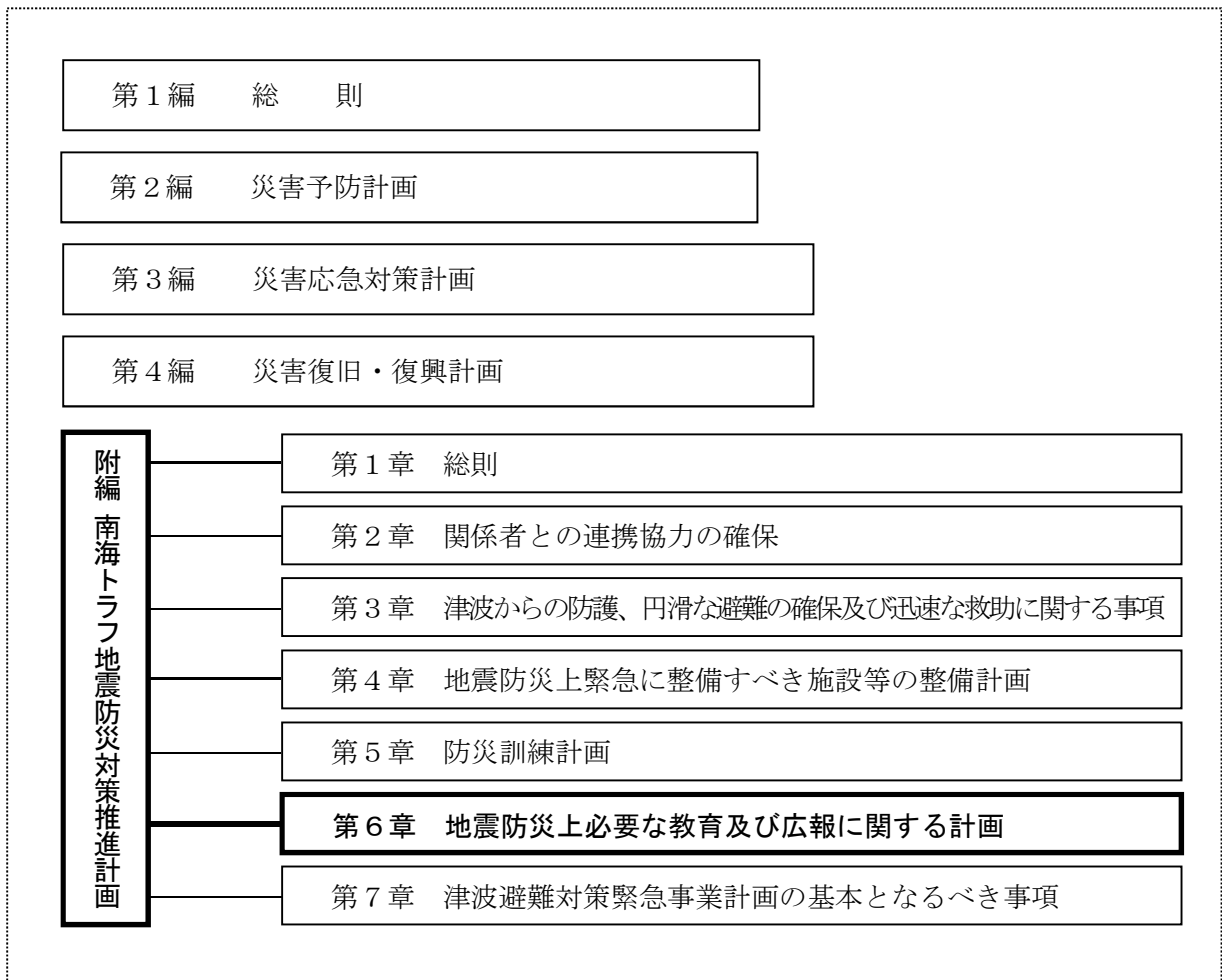 第１編　　総　　則
第２編　　災害予防計画
第３編　　災害応急対策計画
第４編　　災害復旧・復興計画
附編 南海トラフ地震防災対策推進計画
第１章　総則
第２章　関係者との連携協力の確保
第３章　津波からの防護、円滑な避難の確保及び迅速な救助に関する事項
第４章　地震防災上緊急に整備すべき施設等の整備計画
第５章　防災訓練計画
第６章　地震防災上必要な教育及び広報に関する計画
第７章　津波避難対策緊急事業計画の基本となるべき事項